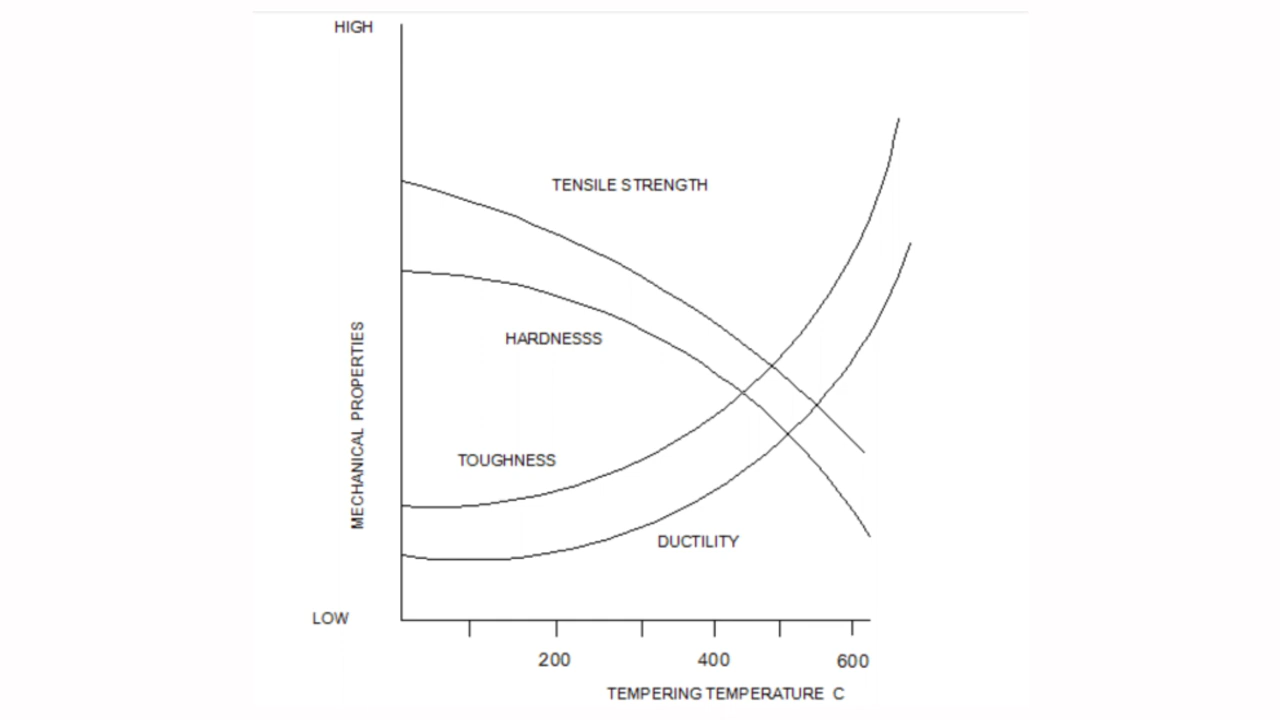 HIGH
TENSILE STRENGTH
HARDNESSS
MECHANICAL PROPERTIES
TOUGHNESS
DUCTILITY
LOW
200 400 600
TEMPERING TEMPERATURE C